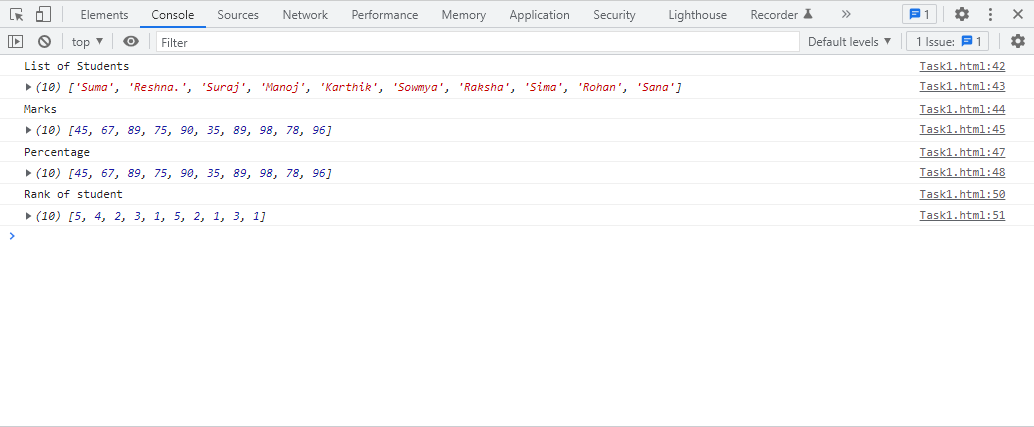 Elements Console Sources Network Performance Memory Application Security Lighthouse Recorder 1
top Filter Default levels 1 Issue: 1
List of Students Task1.html:42
(10) ['Suma', 'Reshna.', 'Suraj', 'Manoj', 'Karthik', 'Sowmya', 'Raksha', 'Sima', 'Rohan', 'Sana'] Task1.html:43
Marks Task1.html:44
(10) [45, 67, 89, 75, 90, 35, 89, 98, 78, 96] Task1.html:45
Percentage Task1.html:47
(10) [45, 67, 89, 75, 90, 35, 89, 98, 78, 96] Task1.html:48
Rank of student Task1.html:50
(10) [5, 4, 2, 3, 1, 5, 2, 1, 3, 1] Task1.html:51